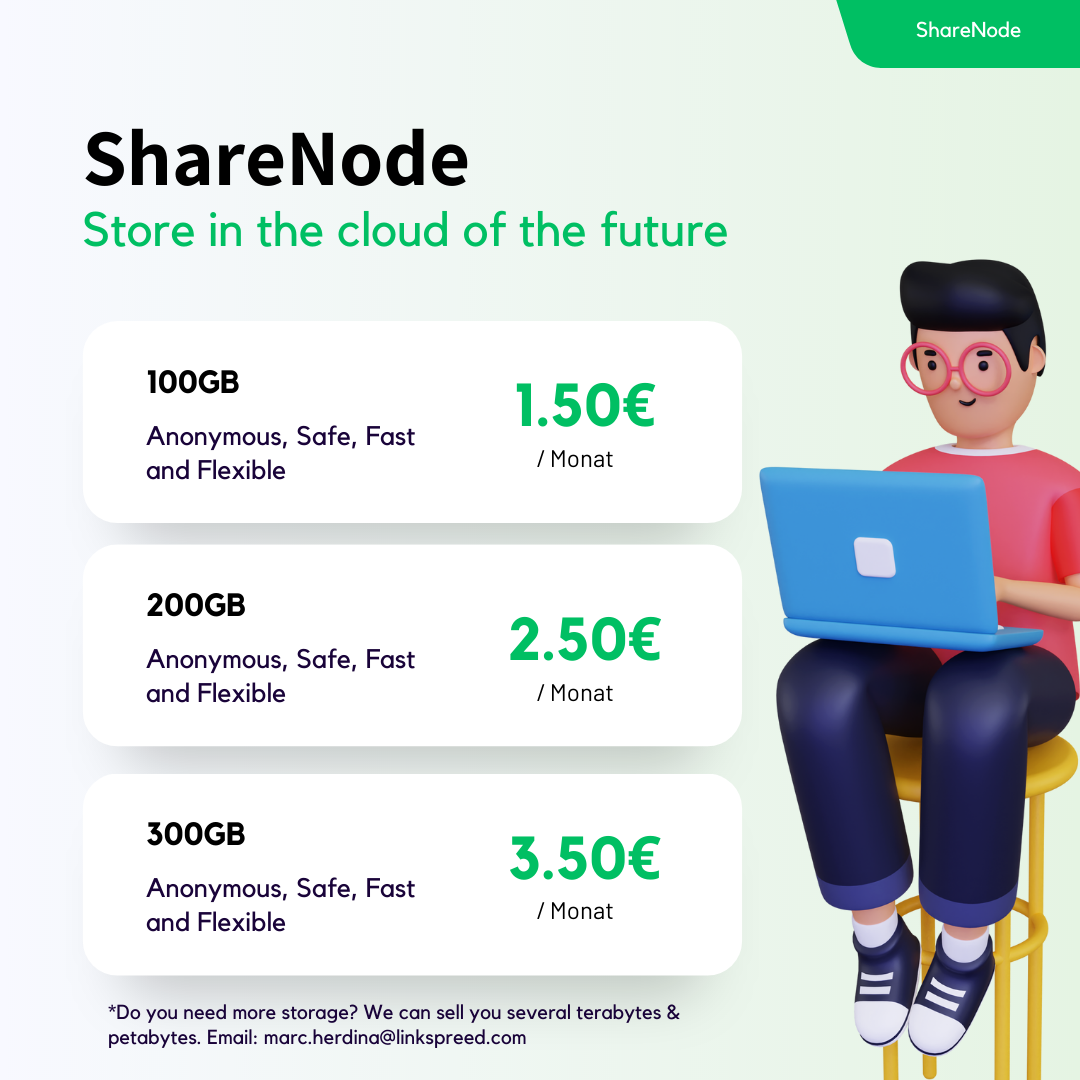 ShareNode
ShareNode
Store in the cloud of the future
100GB
Anonymous, Safe, Fast
and Flexible
1.50€
/ Monat
200GB
Anonymous, Safe, Fast
and Flexible
2.50€
/ Monat
300GB
Anonymous, Safe, Fast
and Flexible
3.50€
/ Monat
*Do you need more storage? We can sell you several terabytes &
petabytes. Email: marc.herdina@linkspreed.com